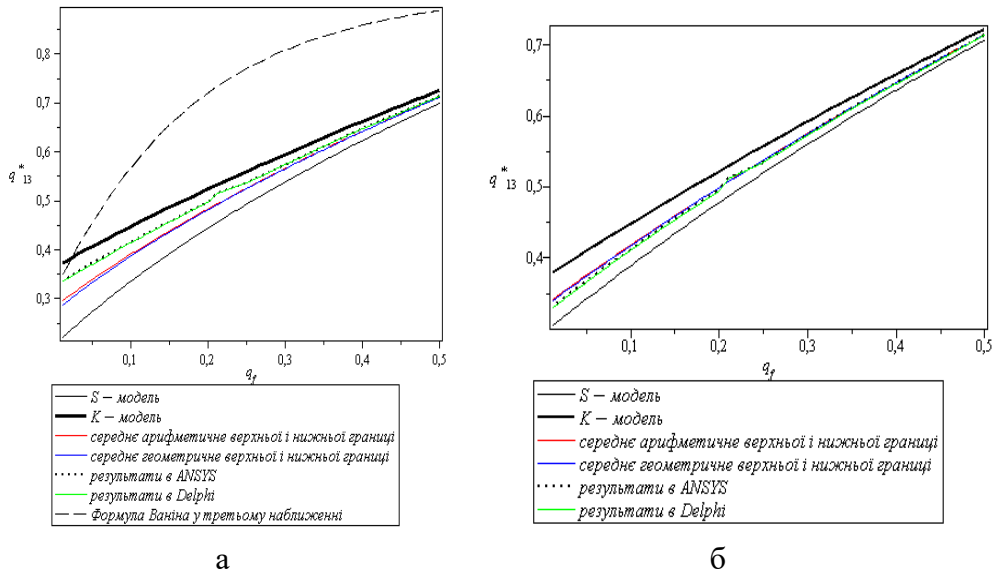 0,8
0,7
0,6
q*13
0,5
0,4
0,3
0,1 0,2 0,3 0,4 0,5
qf
S – модель
K – модель
середнє арифметичне верхньої і нижньої границі
середнє геометричне верхньої і нижньої границі
результати в ANSYS
результати в Delphi
Формула Ваніна у третьому наближенні
а
0,7
0,6
q*13
0,5
0,4
0,1 0,2 0,3 0,4 0,5
qf
S – модель
K – модель
середнє арифметичне верхньої і нижньої границі
середнє геометричне верхньої і нижньої границі
результати в ANSYS
результати в Delphi
б